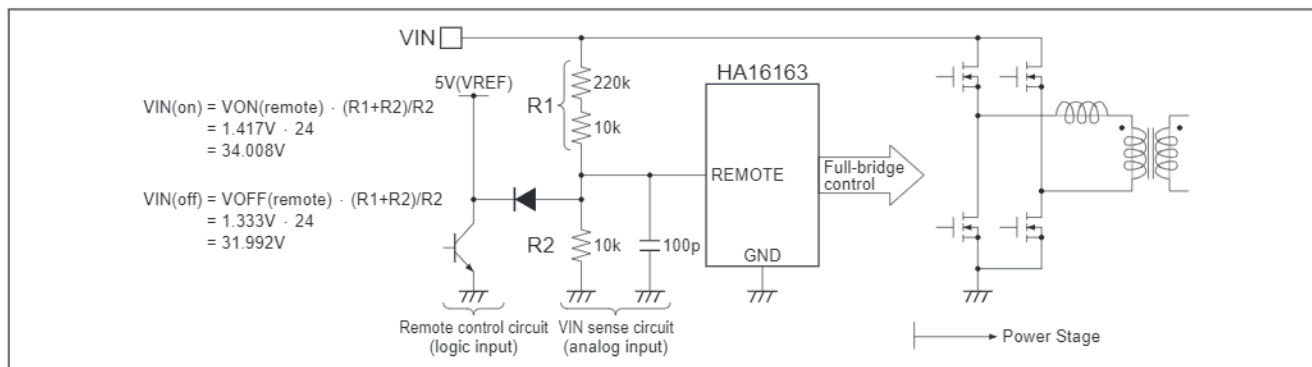 VIN
5V(VREF)
220k
R1
10k
HA16163
VIN(on) = VON(remote) · (R1+R2)/R2
= 1.417V · 24
= 34.008V
REMOTE
Full-bridge
control
VIN(off) = VOFF(remote) · (R1+R2)/R2
= 1.333V · 24
= 31.992V
R2
10k
100p
GND
Remote control circuit
(logic input)
VIN sense circuit
(analog input)
Power Stage